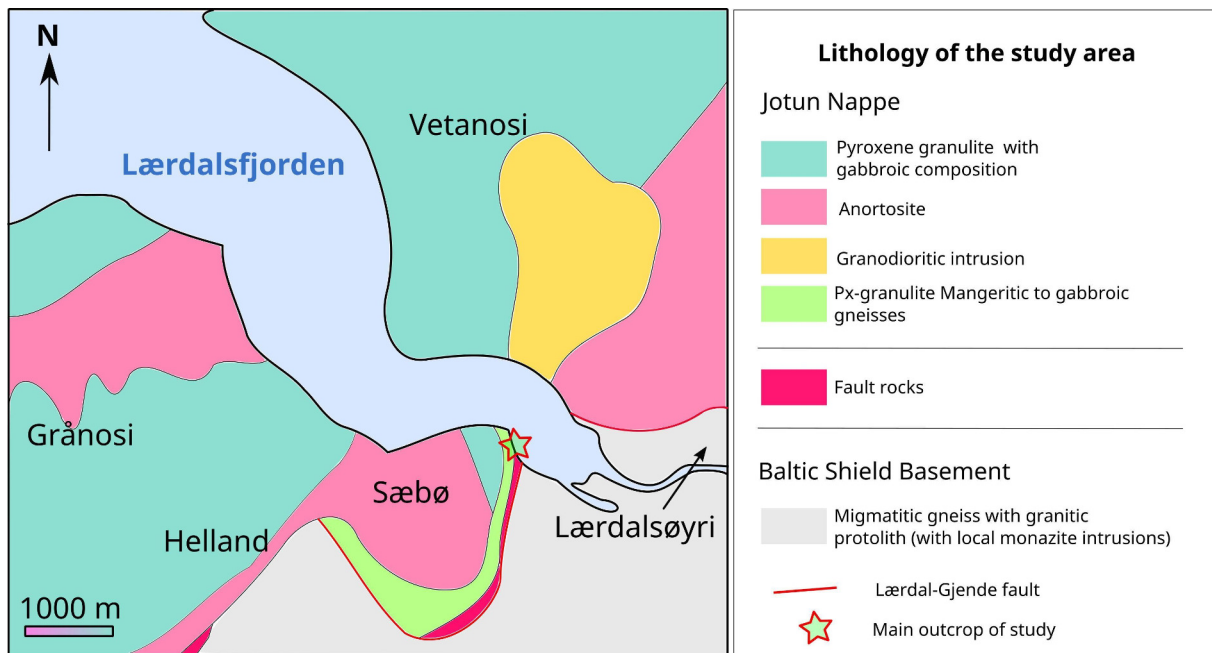 N
Vetanosi
Lærdalsfjorden
Grånosi
Sæbø
Helland
Lærdalsøyri
1000 m
Lithology of the study area
Jotun Nappe
Pyroxene granulite with
gabbroic composition
Anortosite
Granodioritic intrusion
Px-granulite Mangeritic to gabbroic
gneisses
Fault rocks
Baltic Shield Basement
Migmatitic gneiss with granitic
protolith (with local monazite intrusions)
Lærdal-Gjende fault
Main outcrop of study